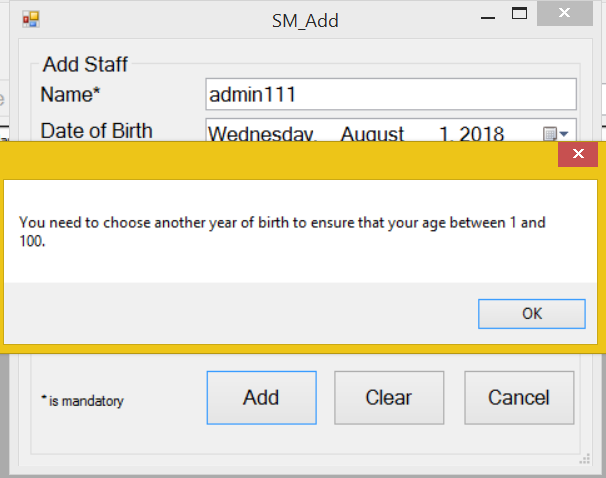 SM_Add
Add Staff
Name*
admin111
Date of Birth
Wednesday, August 1, 2018
You need to choose another year of birth to ensure that your age between 1 and
100.
OK
* is mandatory
Add
Clear
Cancel